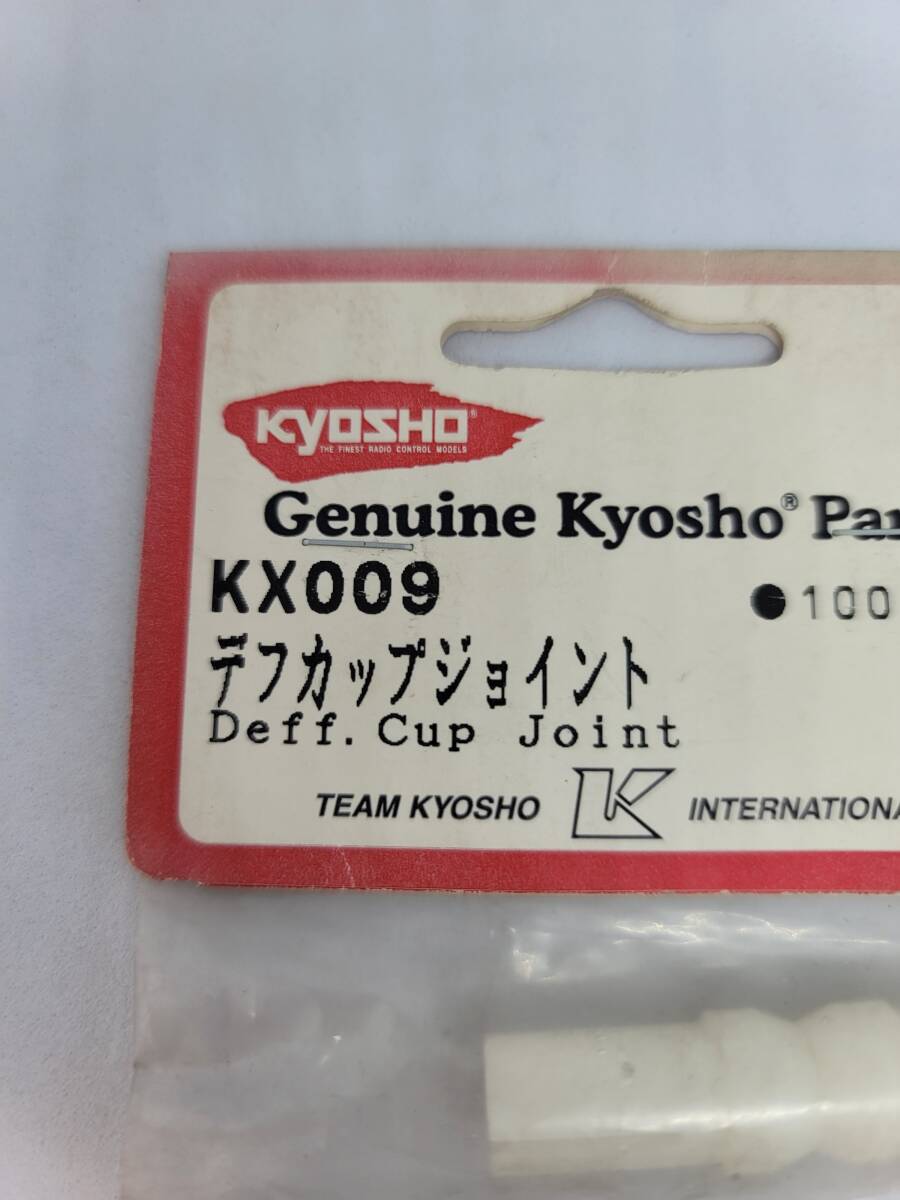 KYOSHO®
THE FINEST RADIO CONTROL MODELS
Genuine Kyosho® Par
KX009 ●100
デフカップジョイント
Deff. Cup Joint
TEAM KYOSHO K INTERNATIONA